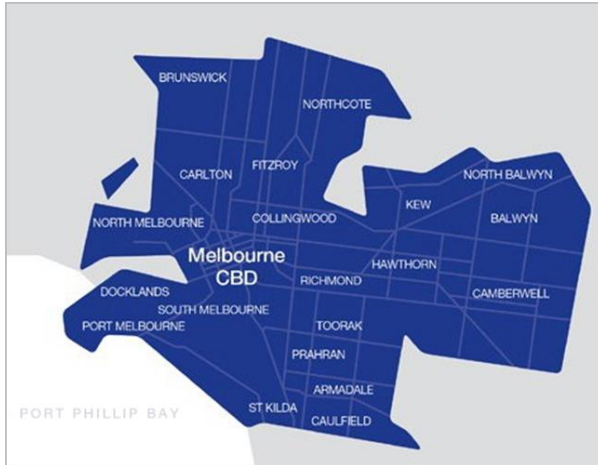 BRUNSWICK
NORTHCOTE
CARLTON
FITZROY
NORTH BALWYN
KEW
NORTH MELBOURNE
COLLINGWOOD
BALWYN
Melbourne
CBD
HAWTHORN
RICHMOND
DOCKLANDS
CAMBERWELL
SOUTH MELBOURNE
PORT MELBOURNE
TOORAK
PRAHRAN
ARMADALE
ST KILDA
PORT PHILLIP BAY
CAULFIELD